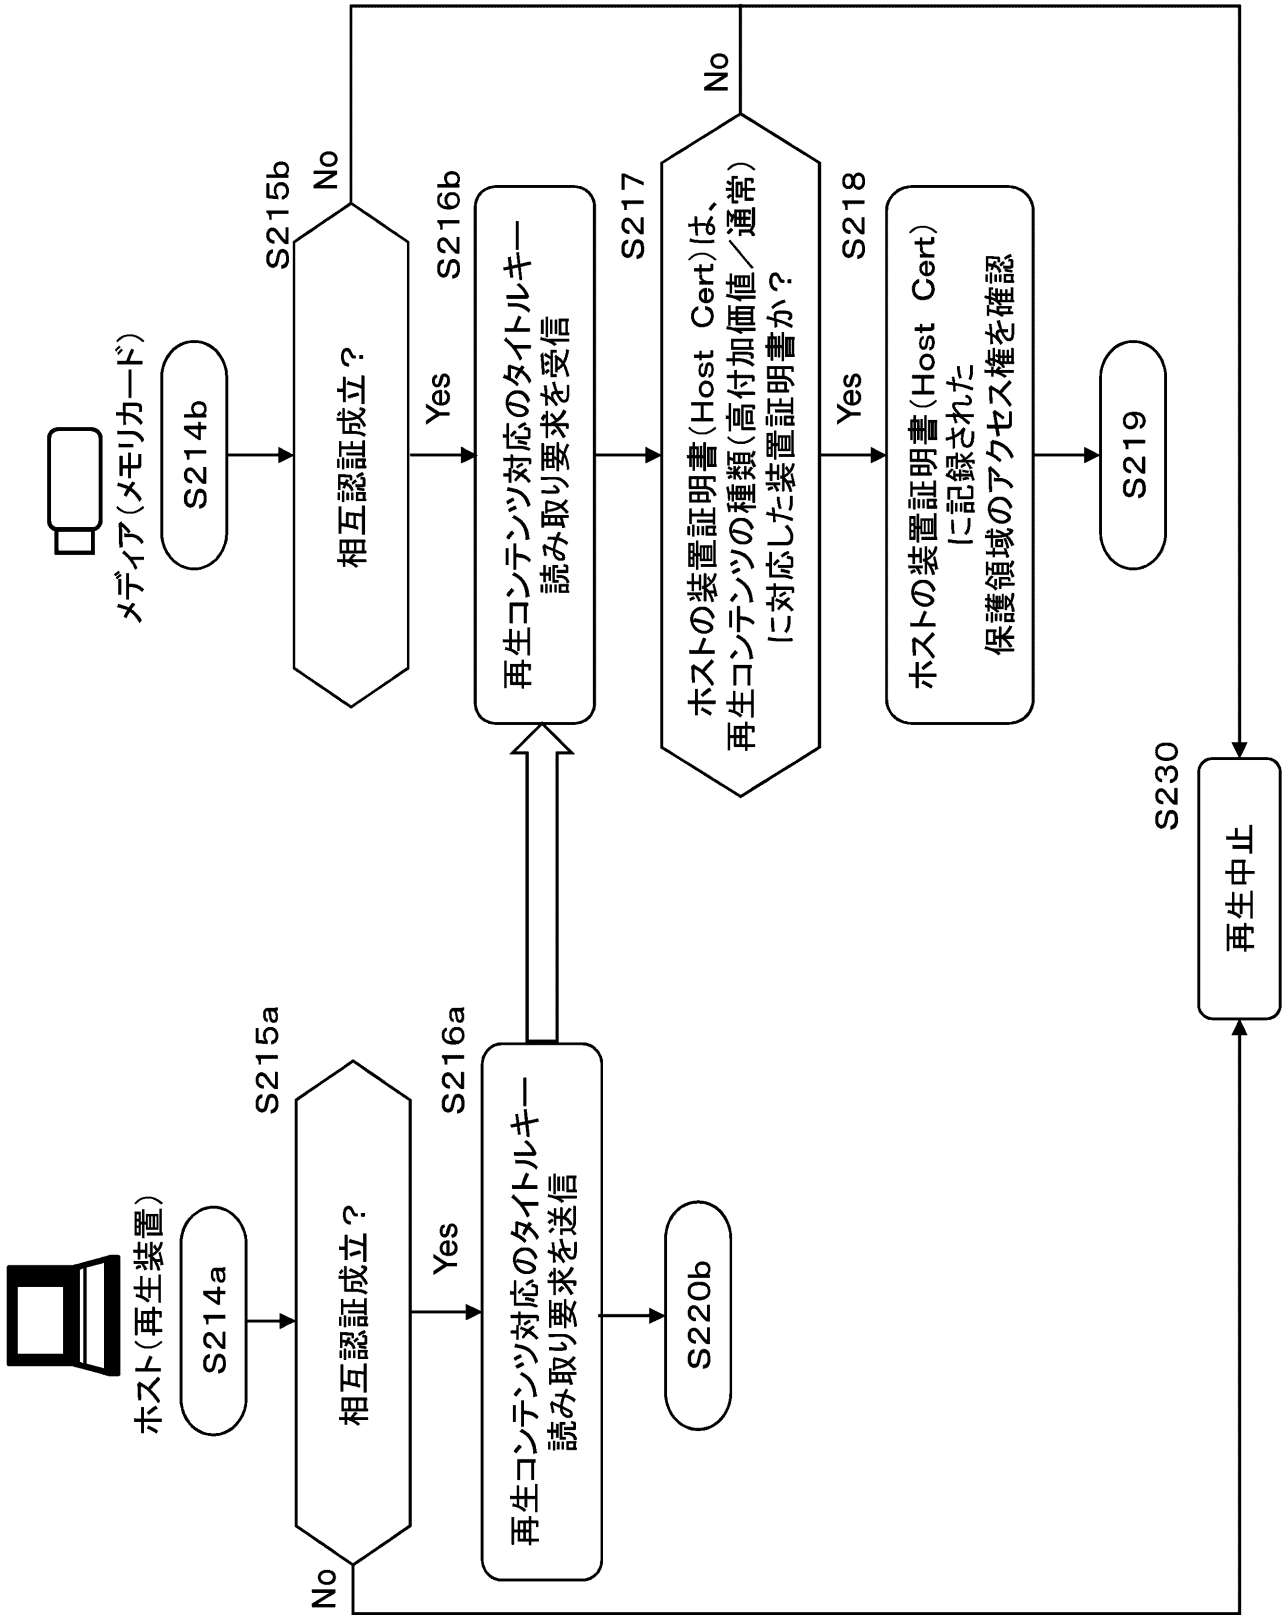 ホスト(再生装置)
S214a
S215a
相互認証成立?
No
Yes
S216a
再生コンテンツ対応のタイトルキー
読み取り要求を送信
S220b
メディア(メモリカード)
S214b
S215b
相互認証成立?
No
Yes
S216b
再生コンテンツ対応のタイトルキー
読み取り要求を受信
S217
ホストの装置証明書(Host Cert)は、
再生コンテンツの種類(高付加価値/通常)
に対応した装置証明書か?
No
Yes
S218
ホストの装置証明書(Host Cert)
に記録された
保護領域のアクセス権を確認
S219
S230
再生中止